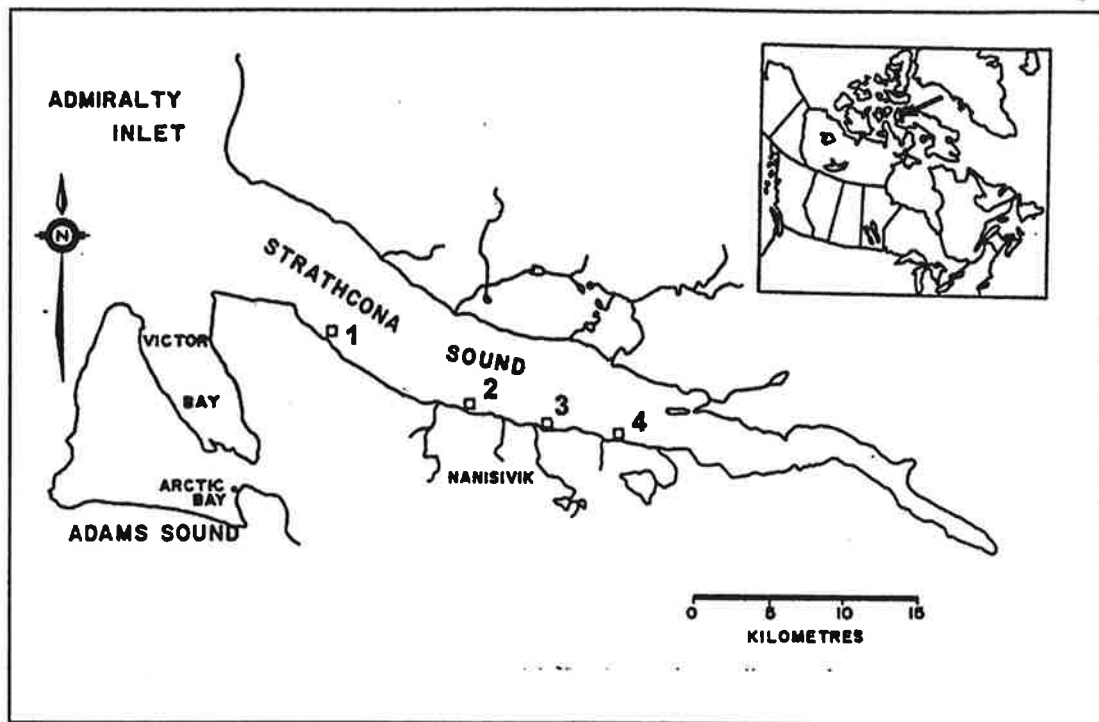 ADMIRALTY
INLET
N
STRATHCONA
SOUND
VICTOR
BAY
1
2
3
4
NANISIVIK
ARCTIC
BAY
ADAMS SOUND
0 5 10 15
KILOMETRES